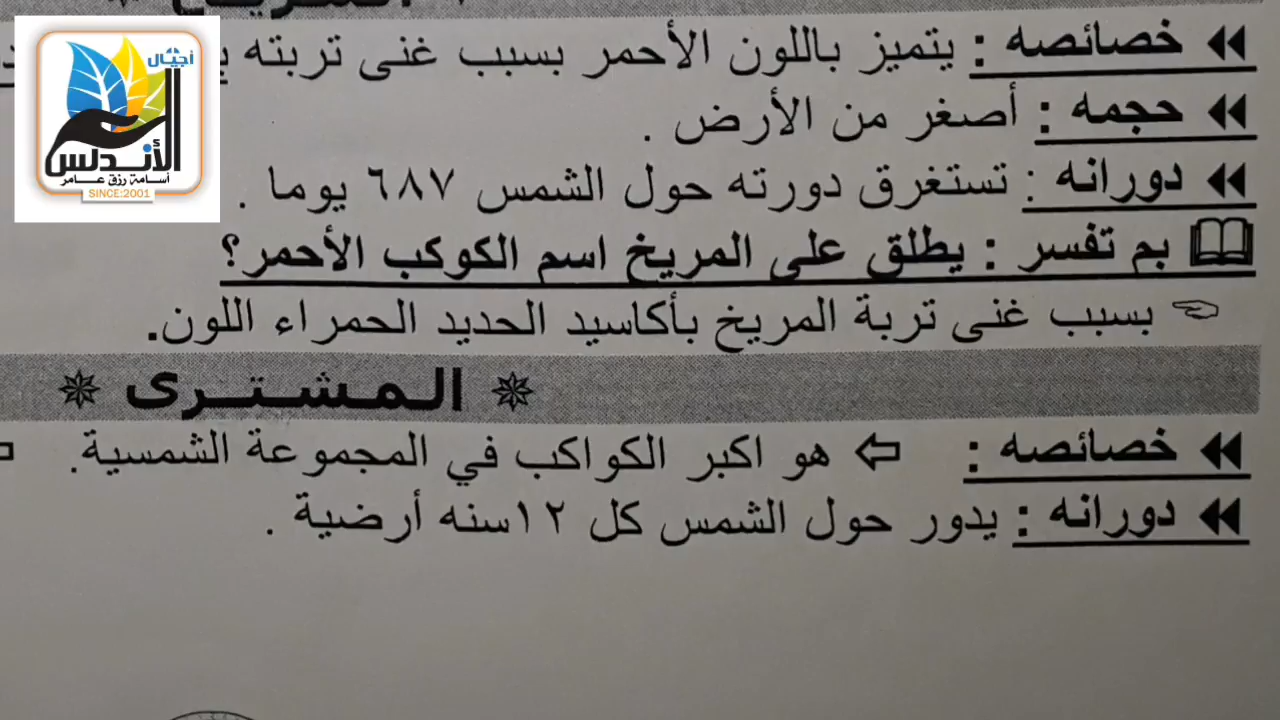 المريخ
خصائصه : يتميز باللون الأحمر بسبب غنى تربته
حجمه : أصغر من الأرض .
دورانه : تستغرق دورته حول الشمس ٦٨٧ يوما .
بم تفسر : يطلق على المريخ اسم الكوكب الأحمر؟
بسبب غنى تربة المريخ بأكاسيد الحديد الحمراء اللون.
المشترى
خصائصه : هو اكبر الكواكب في المجموعة الشمسية.
دورانه : يدور حول الشمس كل ١٢سنه أرضية .
أجيال
الأندلس
أسامة رزق عامر
SINCE:2001